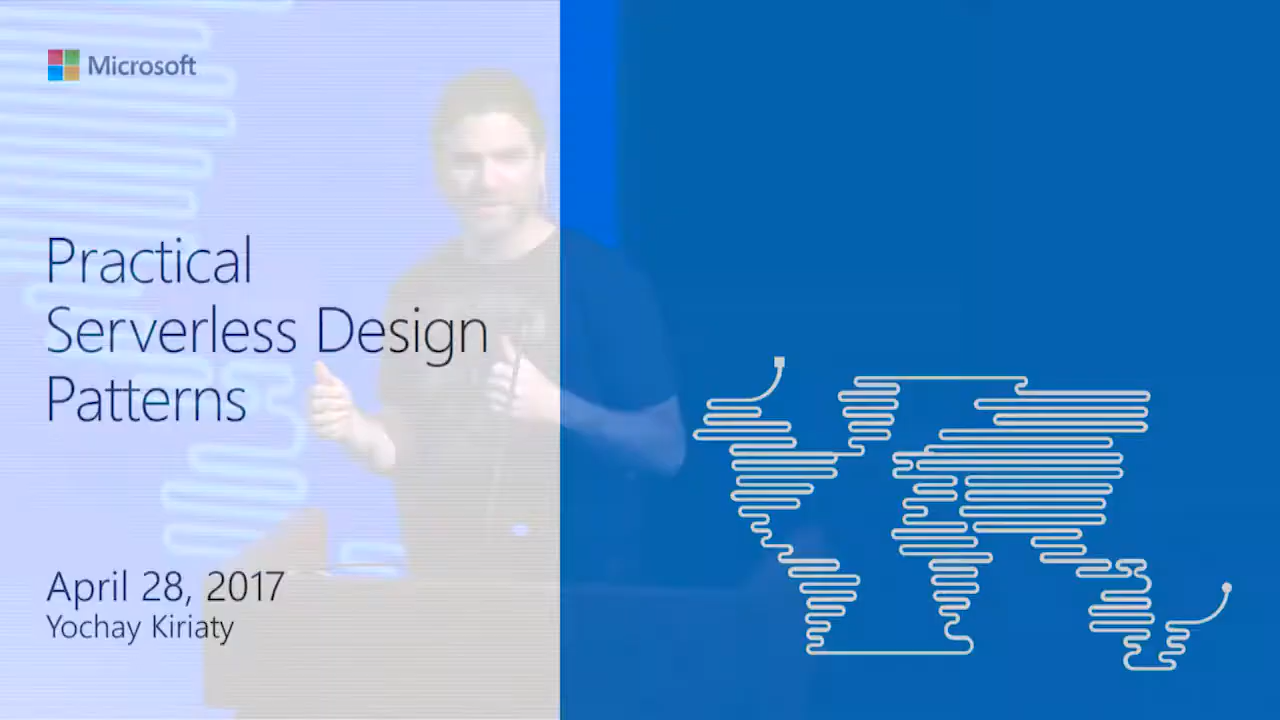 Microsoft
Practical
Serverless Design
Patterns
April 28, 2017
Yochay Kiriaty